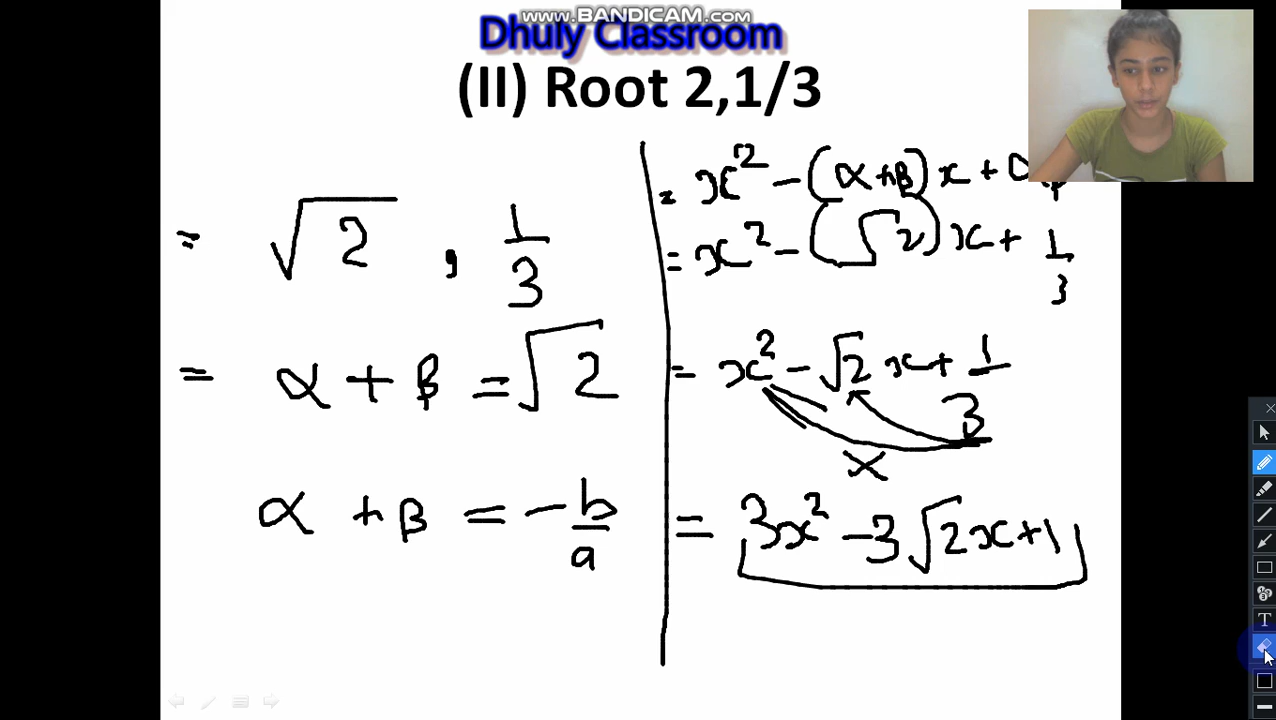 www.BANDICAM.com
Dhuly Classroom
(II) Root 2,1/3
= √2 , 1/3
= α + β = √2
α + β = -b/a
= x² - (α+β)x +
= x² - (√2)x + 1/3
= x² - √2 x + 1/3
x
= 3x² - 3√2x + 1